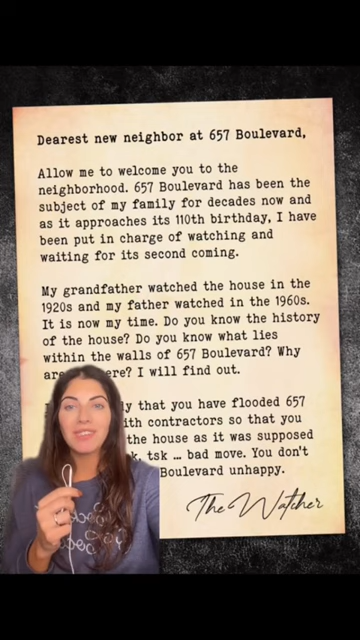 Dearest new neighbor at 657 Boulevard,
Allow me to welcome you to the
neighborhood. 657 Boulevard has been the
subject of my family for decades now and
as it approaches its 110th birthday, I have
been put in charge of watching and
waiting for its second coming.
My grandfather watched the house in the
1920s and my father watched in the 1960s.
It is now my time. Do you know the history
of the house? Do you know what lies
within the walls of 657 Boulevard? Why
are ere? I will find out.
that you have flooded 657
ith contractors so that you
the house as it was supposed
tsk ... bad move. You don't
Boulevard unhappy.
The Watcher